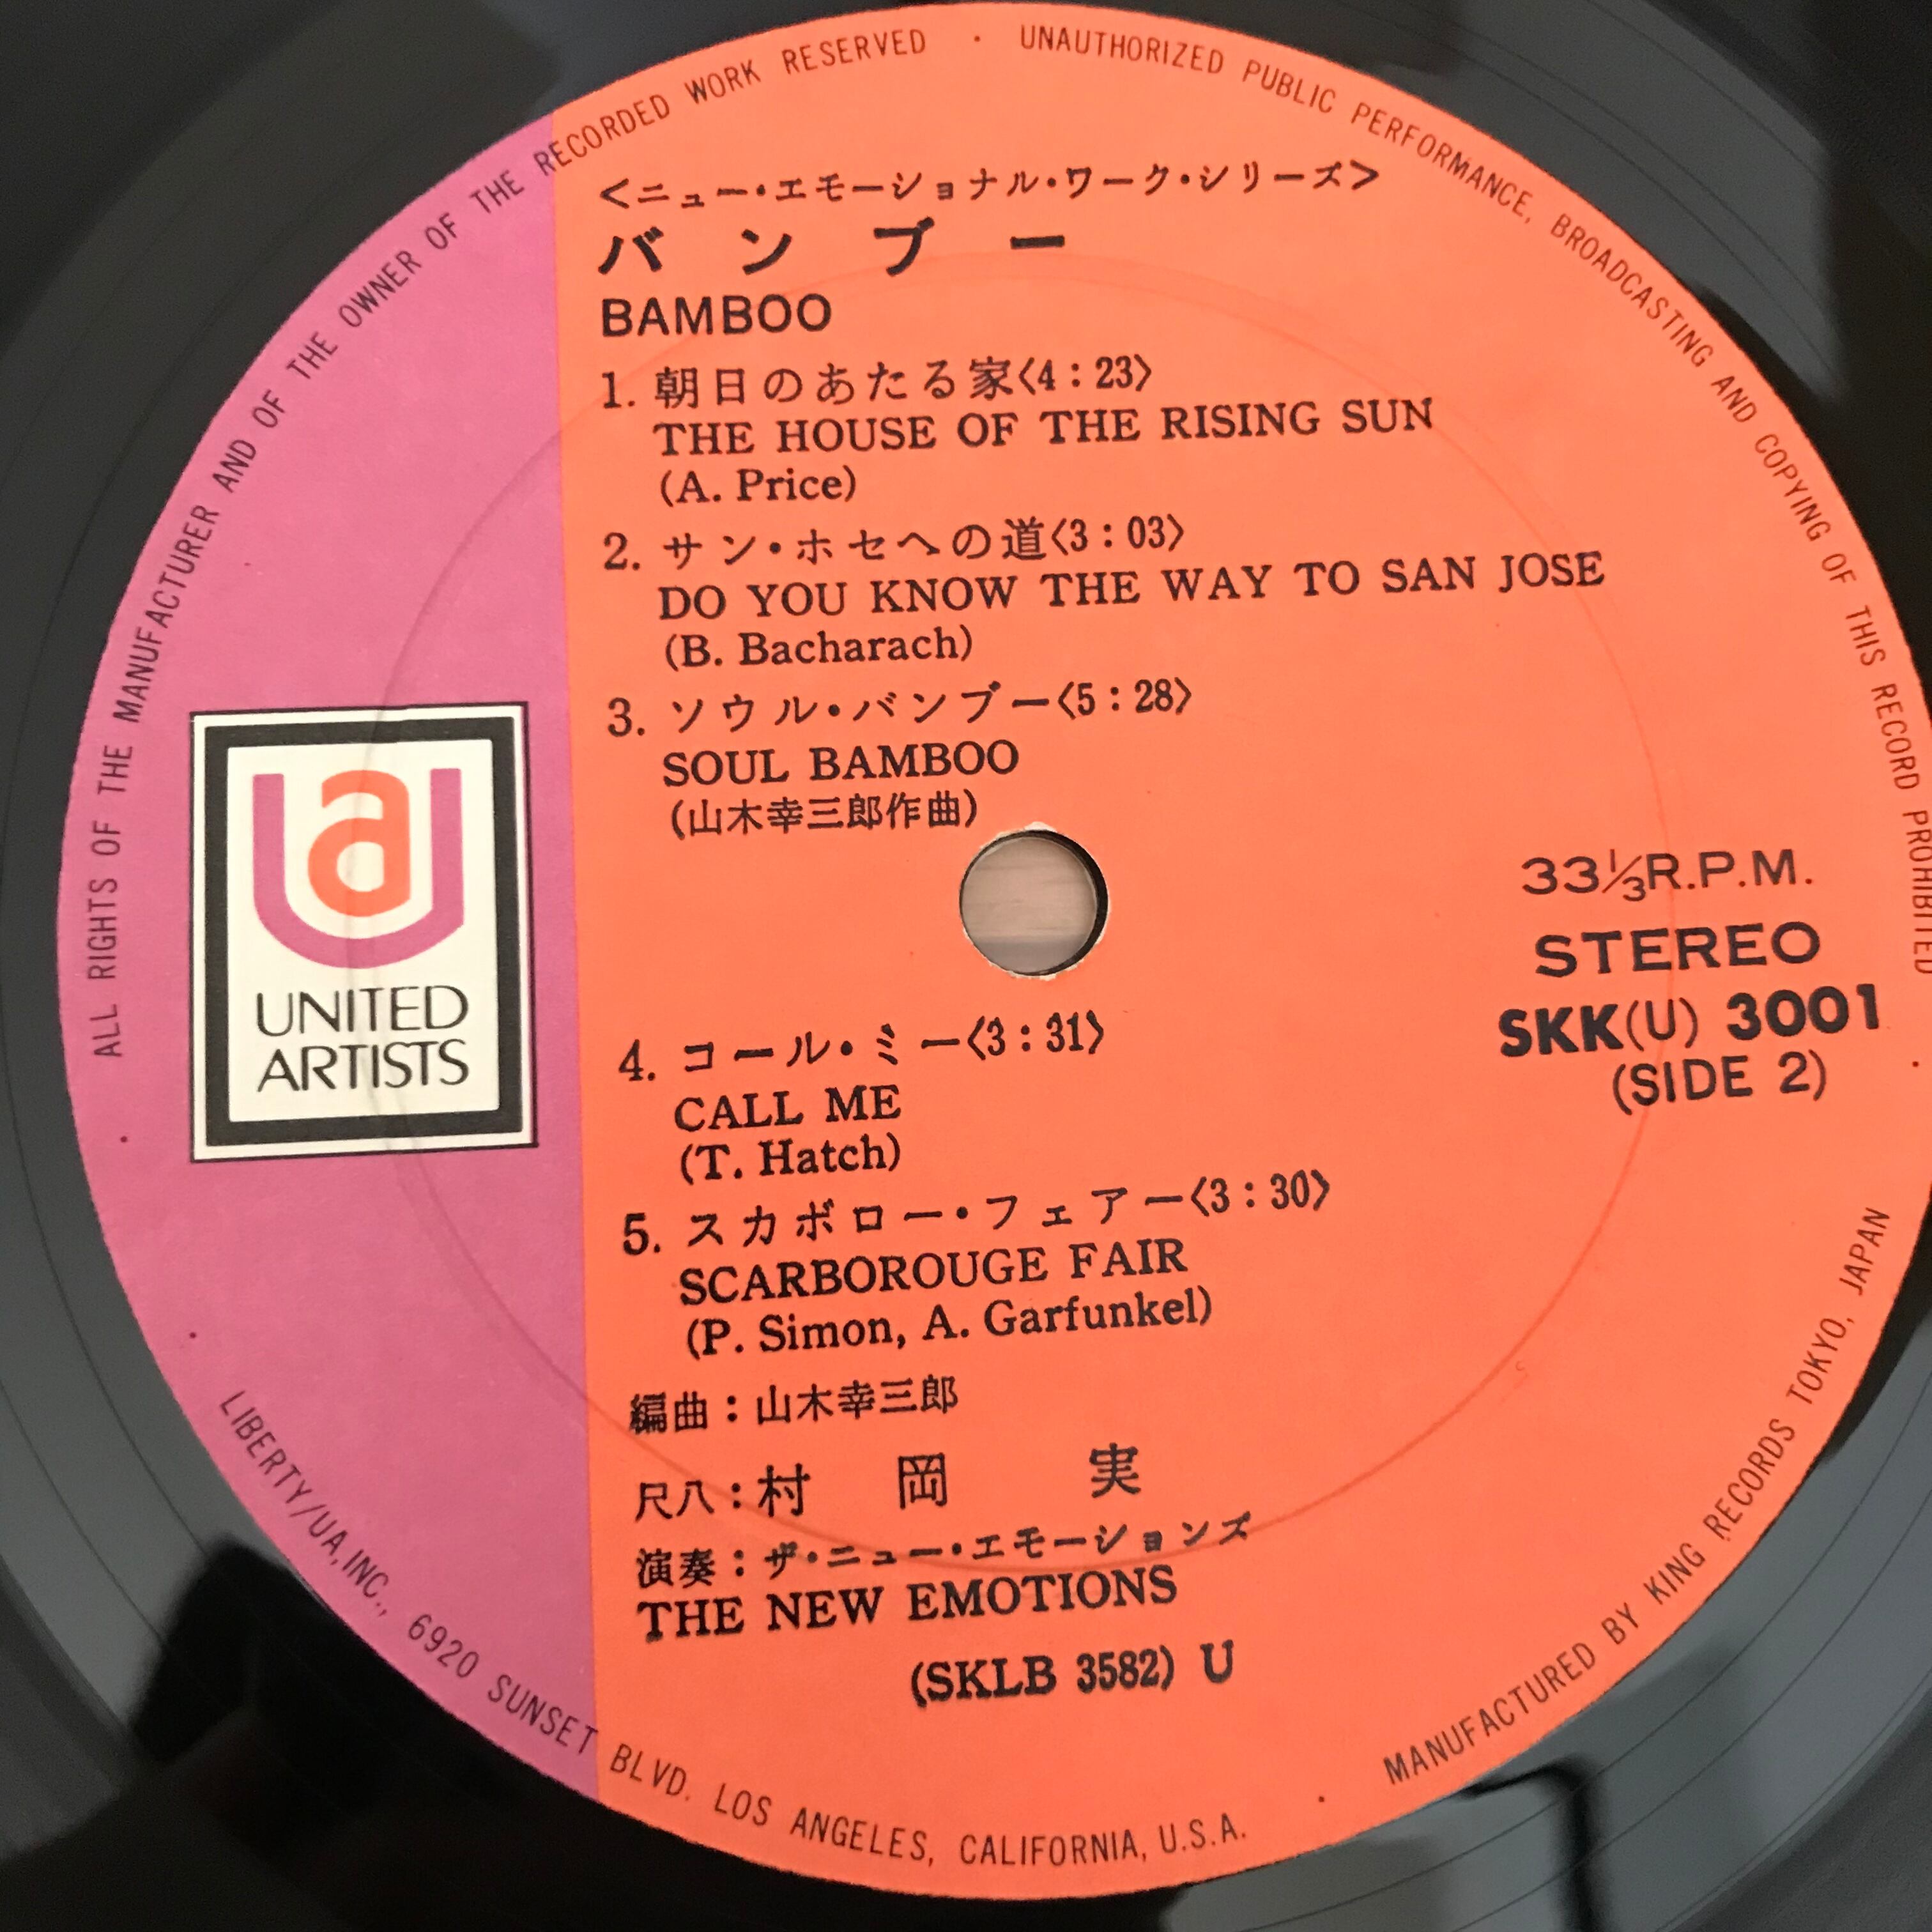 ALL RIGHTS OF THE MANUFACTURER AND OF THE OWNER OF THE RECORDED WORK RESERVED · UNAUTHORIZED PUBLIC PERFORMANCE, BROADCASTING AND COPYING OF THIS RECORD PROHIBITED ·
<ニュー・エモーショナル・ワーク・シリーズ>
バンブー
BAMBOO
1. 朝日のあたる家〈4:23〉
THE HOUSE OF THE RISING SUN
(A. Price)
2. サン・ホセへの道〈3:03〉
DO YOU KNOW THE WAY TO SAN JOSE
(B. Bacharach)
3. ソウル・バンブー〈5:28〉
SOUL BAMBOO
(山木幸三郎作曲)
ua
UNITED
ARTISTS
33⅓R.P.M.
STEREO
SKK(U) 3001
(SIDE 2)
4. コール・ミー〈3:31〉
CALL ME
(T. Hatch)
5. スカボロー・フェアー〈3:30〉
SCARBOROUGE FAIR
(P. Simon, A. Garfunkel)
編曲：山木幸三郎
尺八：村岡 実
演奏：ザ・ニュー・エモーションズ
THE NEW EMOTIONS
(SKLB 3582) U
LIBERTY/UA, INC., 6920 SUNSET BLVD. LOS ANGELES, CALIFORNIA, U.S.A. ·
MANUFACTURED BY KING RECORDS TOKYO, JAPAN